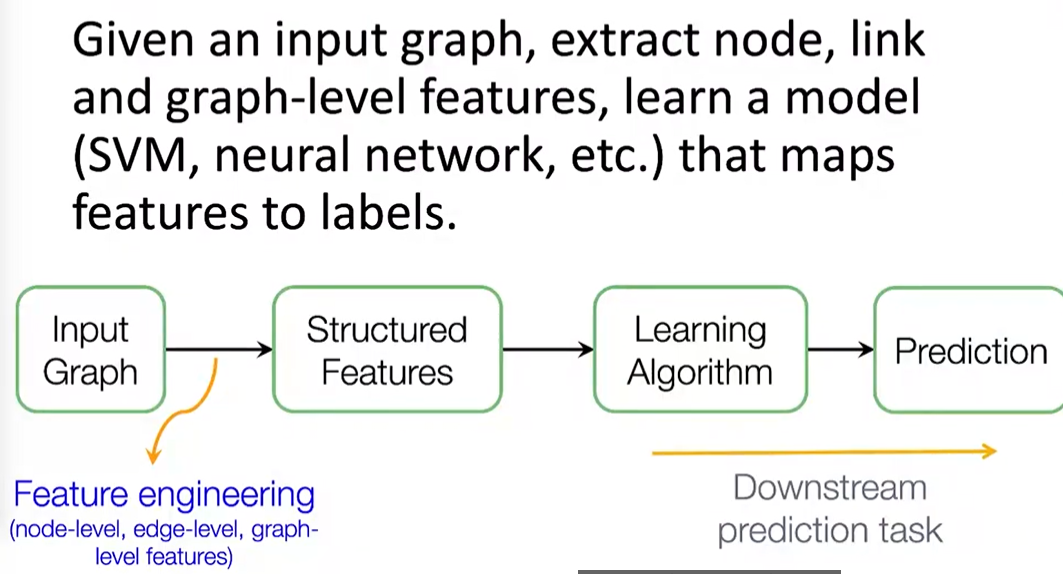 Given an input graph, extract node, link
and graph-level features, learn a model
(SVM, neural network, etc.) that maps
features to labels.
Input
Graph
Structured
Features
Learning
Algorithm
Prediction
Feature engineering
(node-level, edge-level, graph-
level features)
Downstream
prediction task